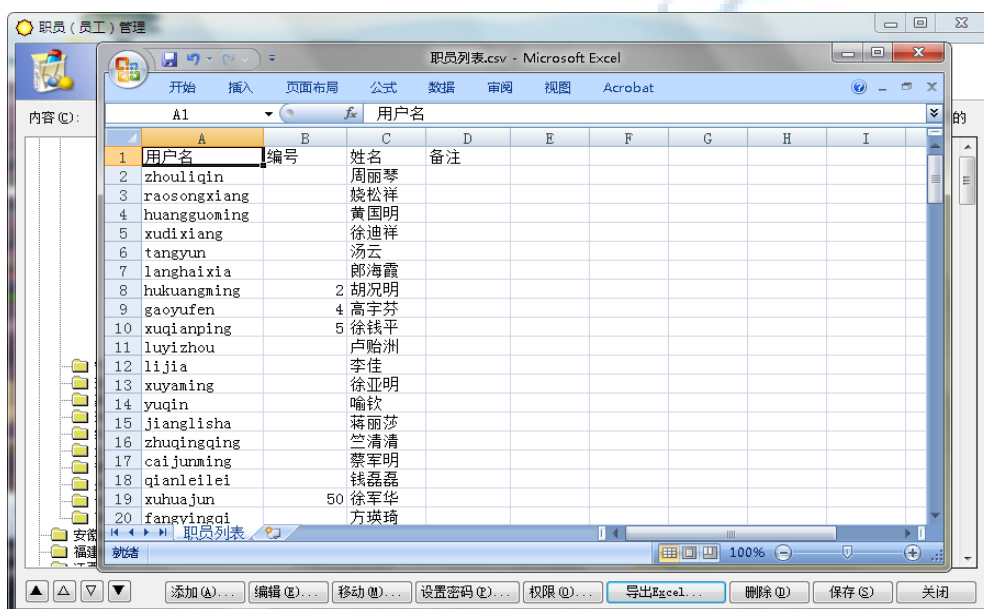 职员（员工）管理
职员列表.csv - Microsoft Excel
开始 插入 页面布局 公式 数据 审阅 视图 Acrobat
内容(C): A1 fx 用户名 的
A B C D E F G H I
1 用户名 编号 姓名 备注
2 zhouliqin 周丽琴
3 raosongxiang 娆松祥
4 huangguoming 黄国明
5 xudixiang 徐迪祥
6 tangyun 汤云
7 langhaixia 郎海霞
8 hukuangming 2 胡况明
9 gaoyufen 4 高宇芬
10 xuqianping 5 徐钱平
11 luyizhou 卢贻洲
12 lijia 李佳
13 xuyaming 徐亚明
14 yuqin 喻钦
15 jianglisha 蒋丽莎
16 zhuqingqing 竺清清
17 caijunming 蔡军明
18 qianleilei 钱磊磊
19 xuhuajun 50 徐军华
20 fangyingqi 方瑛琦
职员列表
安徽
福建
江西
就绪 100%
添加(A)... 编辑(E)... 移动(M)... 设置密码(P)... 权限(O)... 导出Excel... 删除(D) 保存(S) 关闭